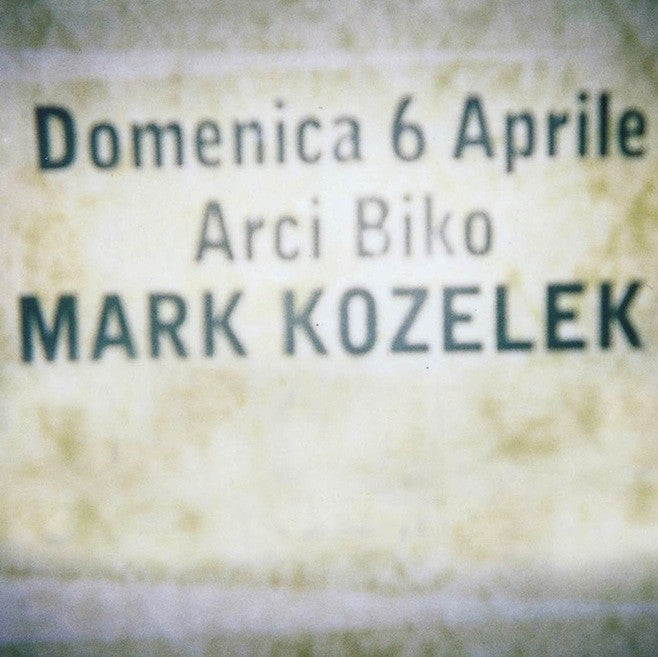 Domenica 6 Aprile
Arci Biko
MARK KOZELEK